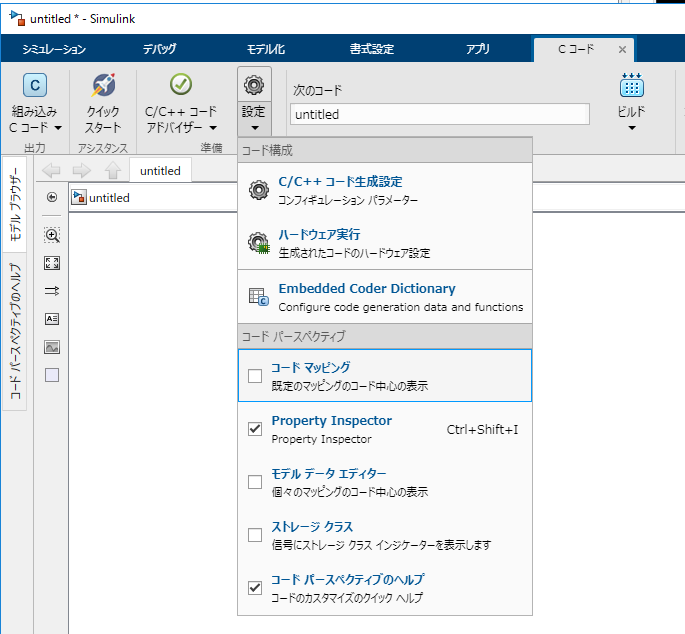 untitled * - Simulink
シミュレーション
デバッグ
モデル化
書式設定
アプリ
C コード
組み込み
C コード
出力
クイック
スタート
アシスタンス
C/C++ コード
アドバイザー
準備
設定
次のコード
untitled
ビルド
モデル ブラウザー
コード パースペクティブのヘルプ
untitled
untitled
コード構成
C/C++ コード生成設定
コンフィギュレーション パラメーター
ハードウェア実行
生成されたコードのハードウェア設定
Embedded Coder Dictionary
Configure code generation data and functions
コード パースペクティブ
コード マッピング
既定のマッピングのコード中心の表示
Property Inspector Ctrl+Shift+I
Property Inspector
モデル データ エディター
個々のマッピングのコード中心の表示
ストレージ クラス
信号にストレージ クラス インジケーターを表示します
コード パースペクティブのヘルプ
コードのカスタマイズのクイック ヘルプ